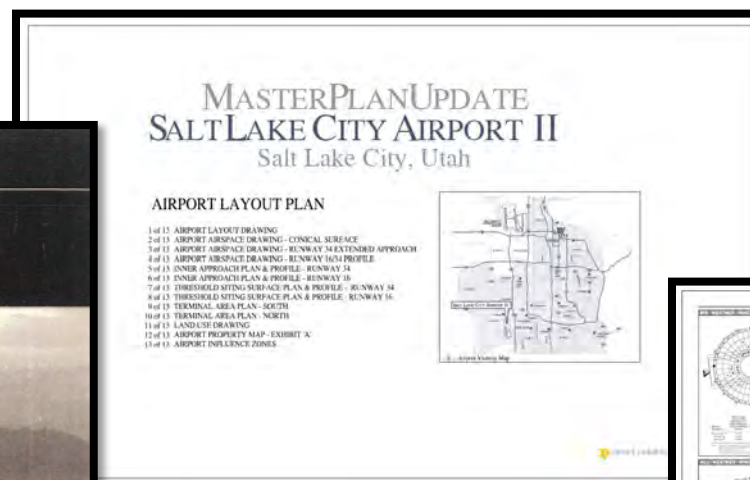 MASTERPLANUPDATE
SALT LAKE CITY AIRPORT II
Salt Lake City, Utah
AIRPORT LAYOUT PLAN
1 of 13 AIRPORT LAYOUT DRAWING
2 of 13 AIRPORT AIRSPACE DRAWING - CONICAL SURFACE
3 of 13 AIRPORT AIRSPACE DRAWING - RUNWAY 34 EXTENDED APPROACH
4 of 13 AIRPORT AIRSPACE DRAWING - RUNWAY 16/34 PROFILE
5 of 13 INNER APPROACH PLAN & PROFILE - RUNWAY 34
6 of 13 INNER APPROACH PLAN & PROFILE - RUNWAY 16
7 of 13 THRESHOLD SITING SURFACE PLAN & PROFILE - RUNWAY 34
8 of 13 THRESHOLD SITING SURFACE PLAN & PROFILE - RUNWAY 16
9 of 13 TERMINAL AREA PLAN - SOUTH
10 of 13 TERMINAL AREA PLAN - NORTH
11 of 13 LAND USE DRAWING
12 of 13 AIRPORT PROPERTY MAP - EXHIBIT 'A'
13 of 13 AIRPORT INFLUENCE ZONES
Salt Lake City Airport II
Airport Vicinity Map